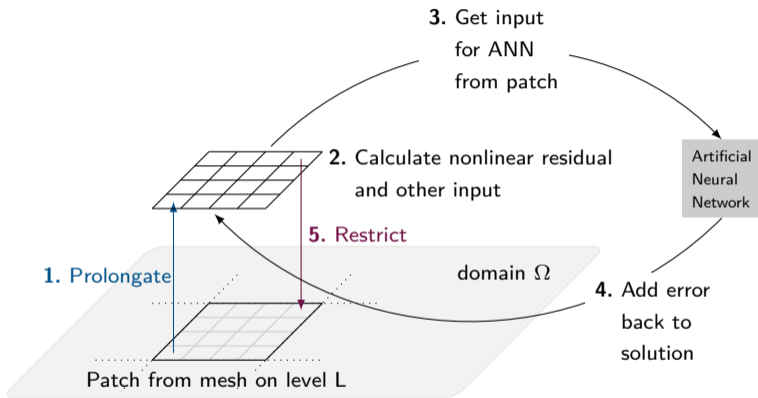 3. Get input
for ANN
from patch
2. Calculate nonlinear residual
and other input
Artificial
Neural
Network
5. Restrict
1. Prolongate
domain Ω
4. Add error
back to
solution
Patch from mesh on level L